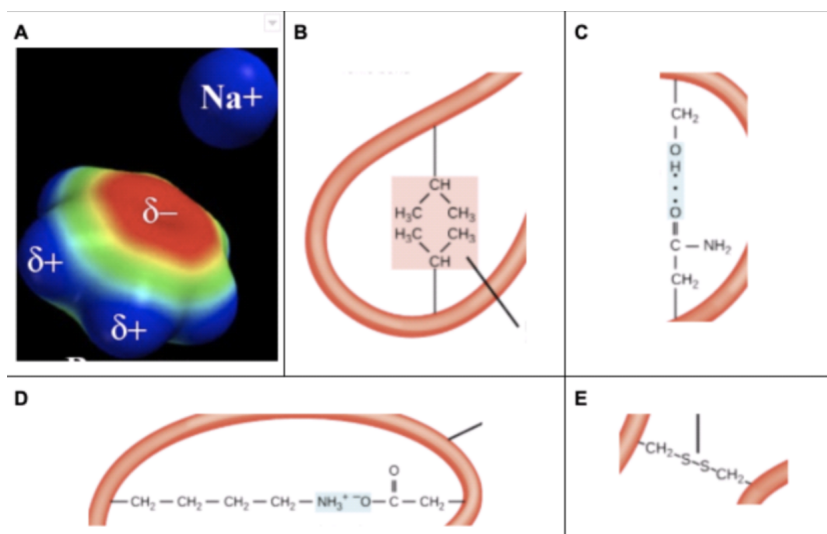 A
Na+
δ−
δ+
δ+
B
CH
H₃C CH₃
H₃C CH₃
CH
C
CH₂
O
H
O
C — NH₂
CH₂
D
O
— CH₂ — CH₂ — CH₂ — CH₂ — NH₃⁺ ⁻O — C — CH₂ —
E
CH₂
S
S
CH₂